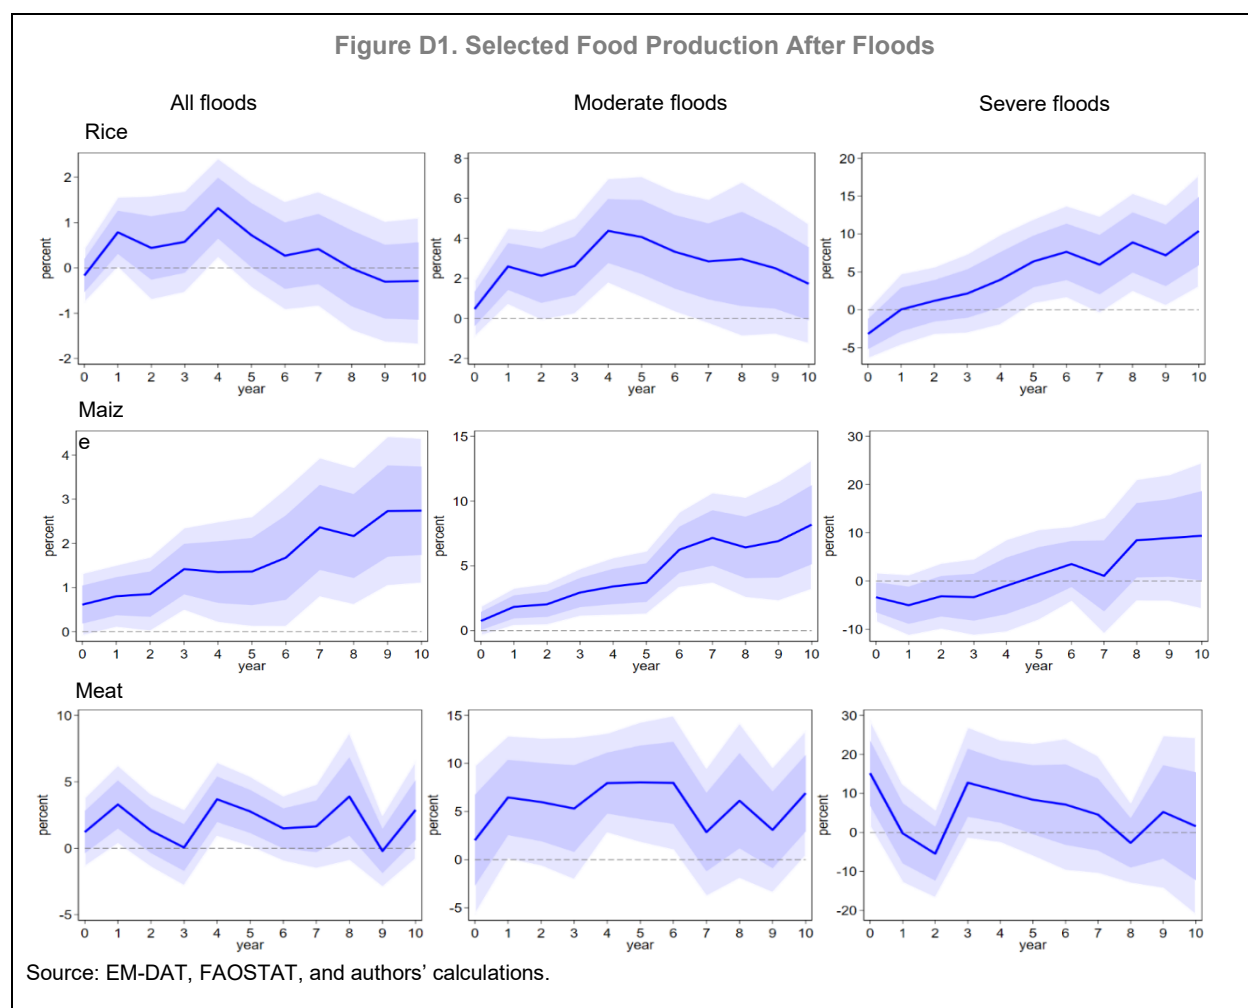 Figure D1. Selected Food Production After Floods
All floods Moderate floods Severe floods
Rice
percent
2
1
0
-1
-2
0 1 2 3 4 5 6 7 8 9 10
year
percent
8
6
4
2
0
-2
0 1 2 3 4 5 6 7 8 9 10
year
percent
20
15
10
5
0
-5
0 1 2 3 4 5 6 7 8 9 10
year
Maiz
e
percent
4
3
2
1
0
0 1 2 3 4 5 6 7 8 9 10
year
percent
15
10
5
0
0 1 2 3 4 5 6 7 8 9 10
year
percent
30
20
10
0
-10
0 1 2 3 4 5 6 7 8 9 10
year
Meat
percent
10
5
0
-5
0 1 2 3 4 5 6 7 8 9 10
year
percent
15
10
5
0
-5
0 1 2 3 4 5 6 7 8 9 10
year
percent
30
20
10
0
-10
-20
0 1 2 3 4 5 6 7 8 9 10
year
Source: EM-DAT, FAOSTAT, and authors’ calculations.